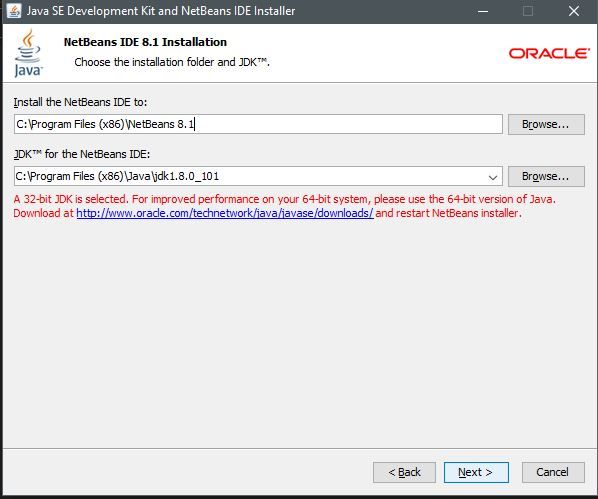 Java SE Development Kit and NetBeans IDE Installer
Java™
NetBeans IDE 8.1 Installation
Choose the installation folder and JDK™.
ORACLE®
Install the NetBeans IDE to:
C:\Program Files (x86)\NetBeans 8.1
Browse...
JDK™ for the NetBeans IDE:
C:\Program Files (x86)\Java\jdk1.8.0_101
Browse...
A 32-bit JDK is selected. For improved performance on your 64-bit system, please use the 64-bit version of Java.
Download at http://www.oracle.com/technetwork/java/javase/downloads/ and restart NetBeans installer.
< Back
Next >
Cancel